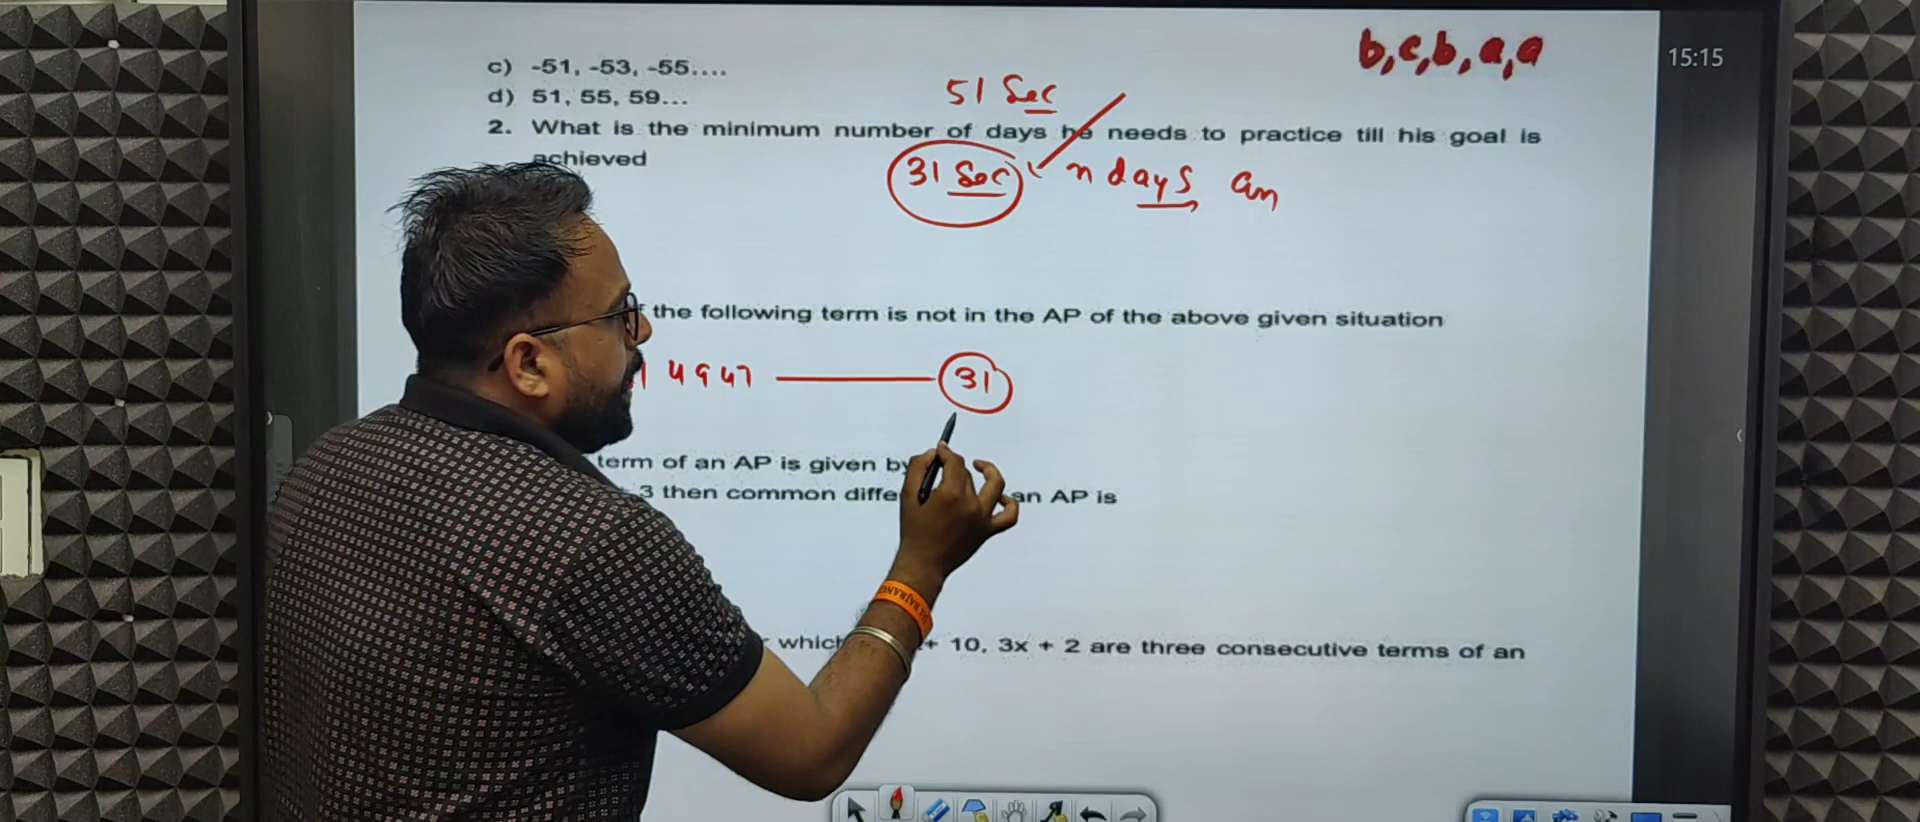 b,c,b,a,a
15:15
c) -51, -53, -55....
d) 51, 55, 59...
51 Sec
2. What is the minimum number of days he needs to practice till his goal is
achieved
31 Sec n days an
the following term is not in the AP of the above given situation
49 47 31
term of an AP is given by
3 then common an AP is
10, 3x + 2 are three consecutive terms of an